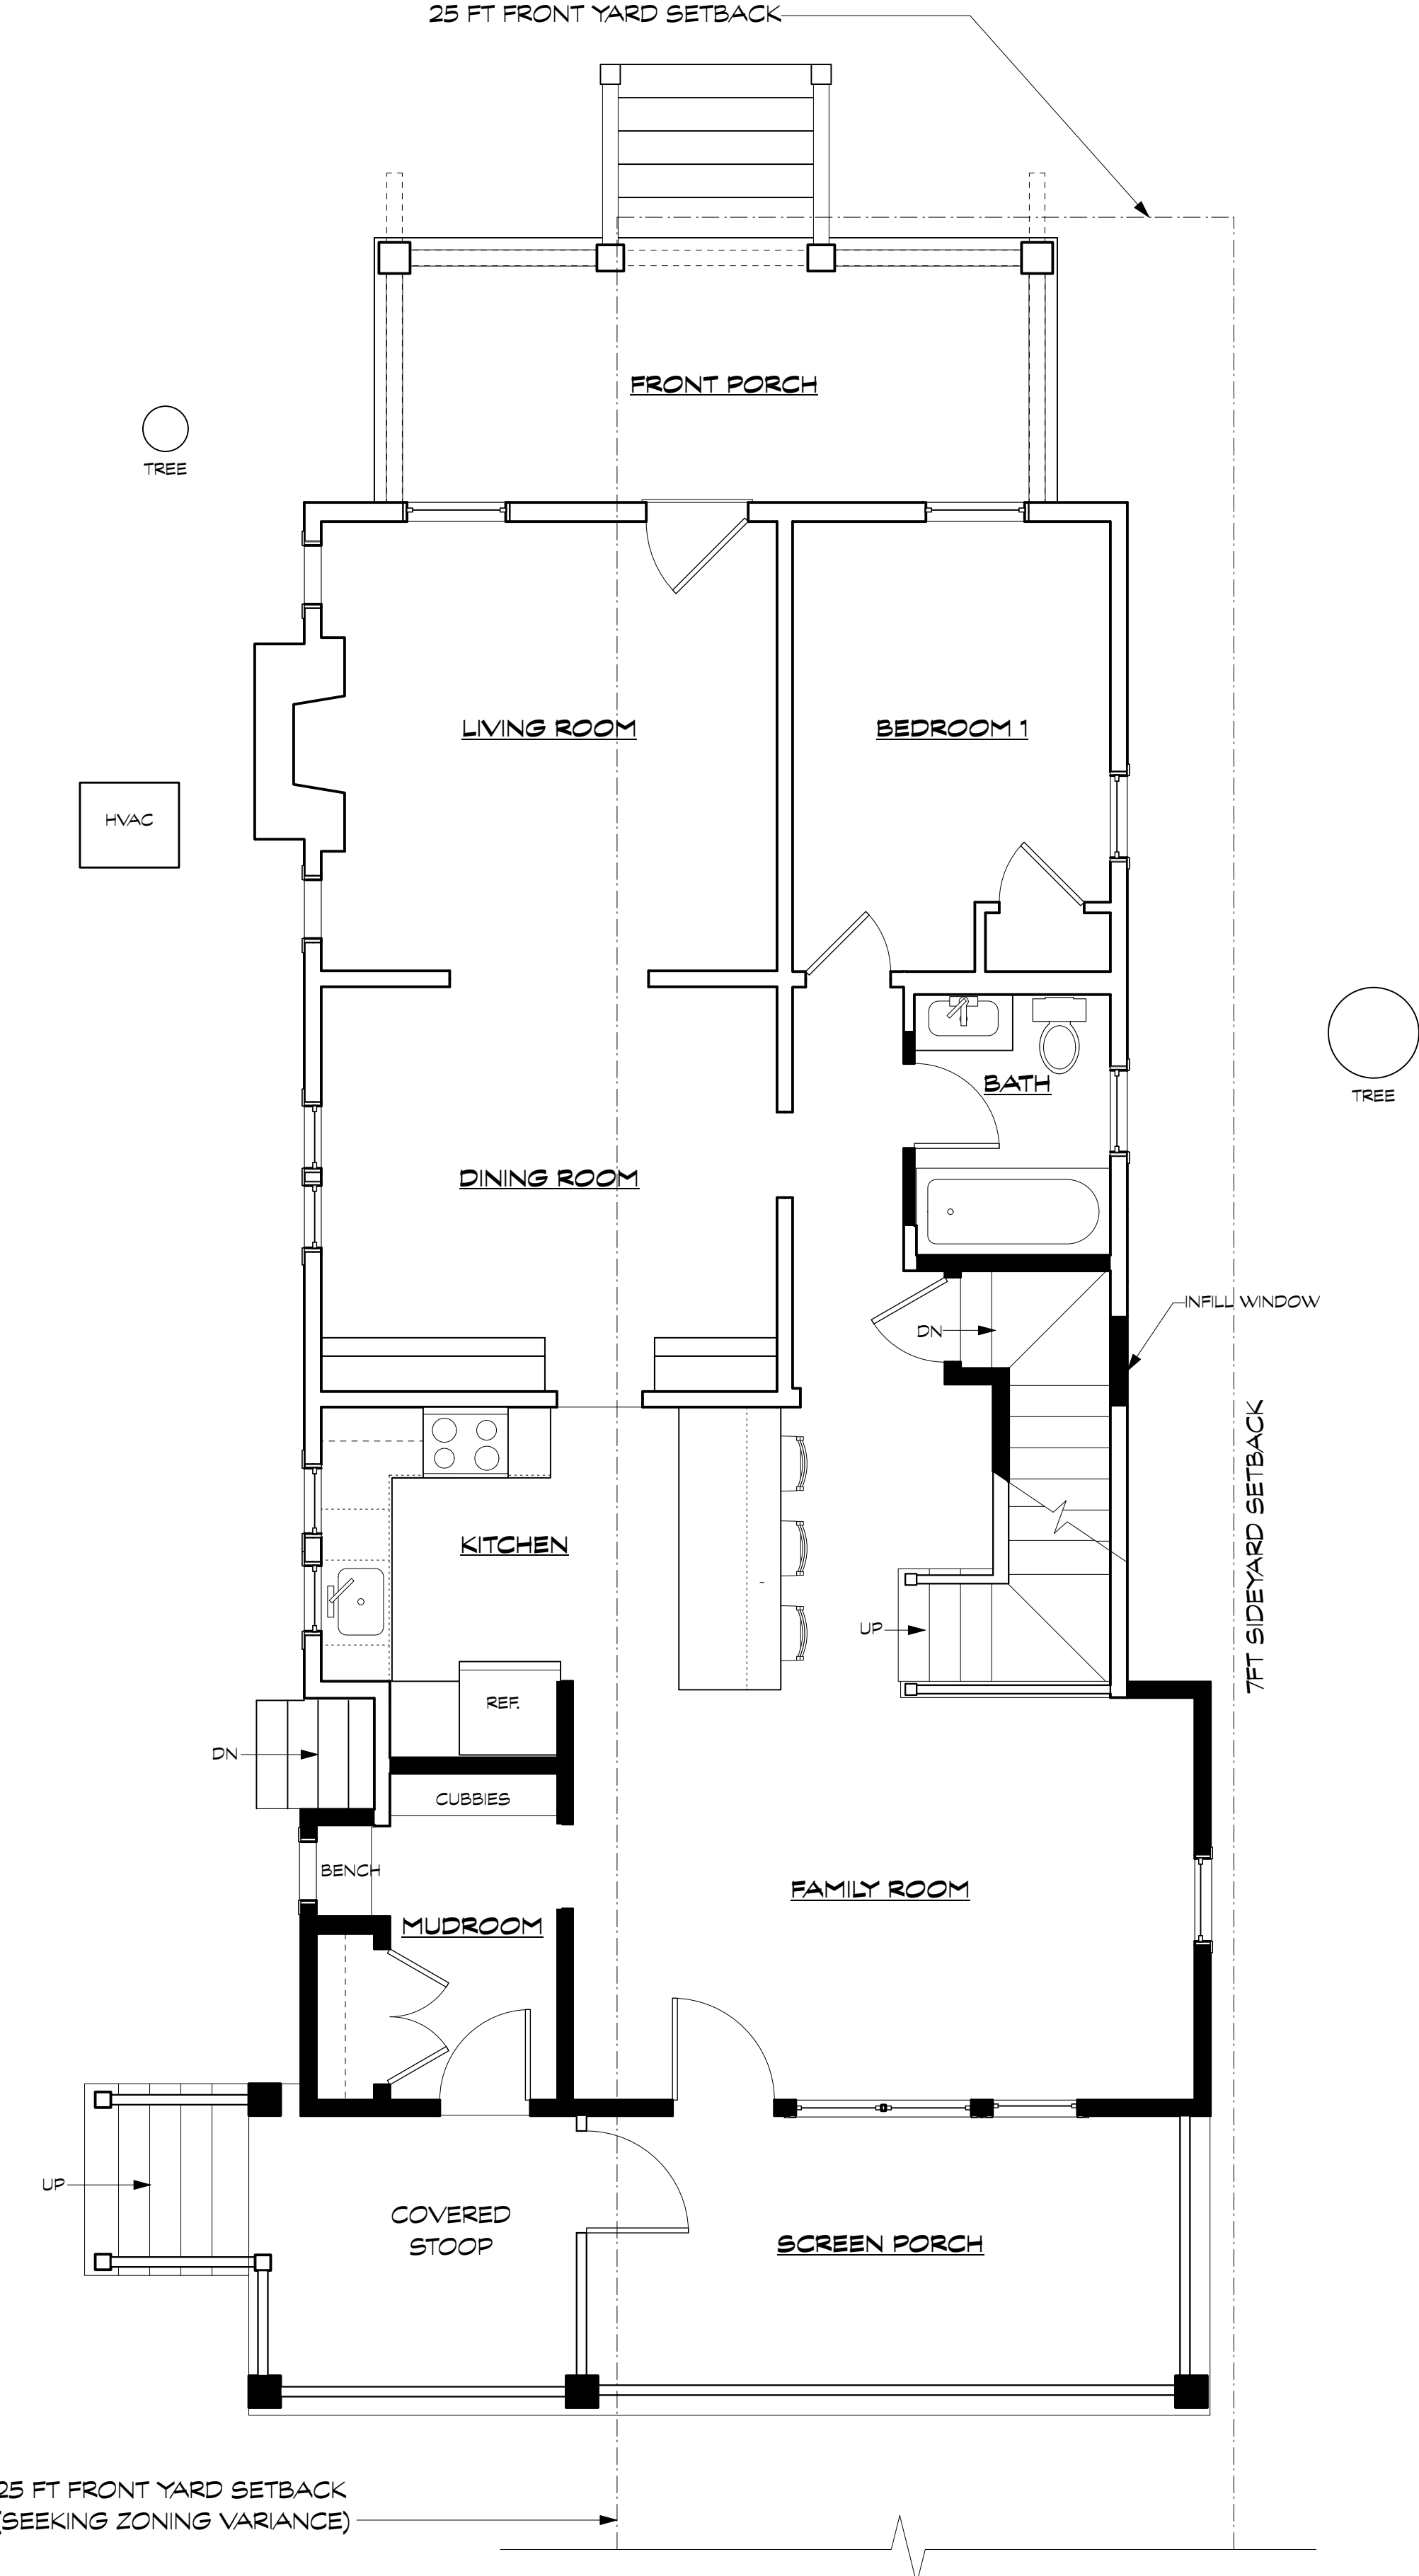 25 FT FRONT YARD SETBACK
FRONT PORCH
TREE
LIVING ROOM
BEDROOM 1
HVAC
BATH
TREE
DINING ROOM
INFILL WINDOW
DN
7FT SIDEYARD SETBACK
KITCHEN
UP
REF.
DN
CUBBIES
BENCH
FAMILY ROOM
MUDROOM
UP
COVERED
STOOP
SCREEN PORCH
25 FT FRONT YARD SETBACK
(SEEKING ZONING VARIANCE)